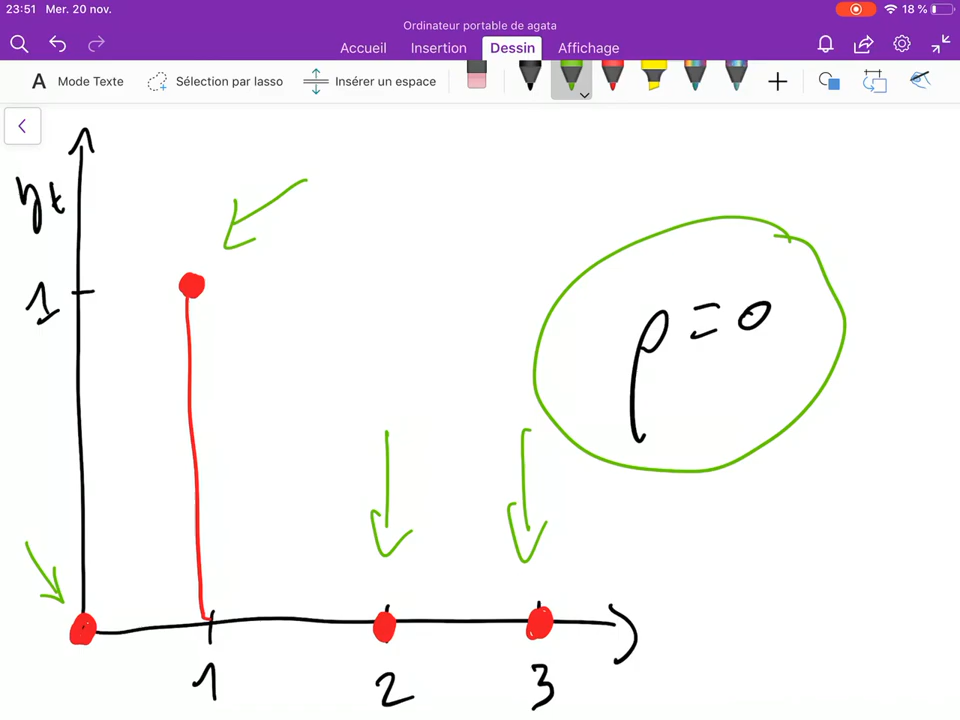 23:51 Mer. 20 nov.
18 %
Ordinateur portable de agata
Accueil Insertion Dessin Affichage
A Mode Texte Sélection par lasso Insérer un espace
yt
1
ρ = 0
1 2 3